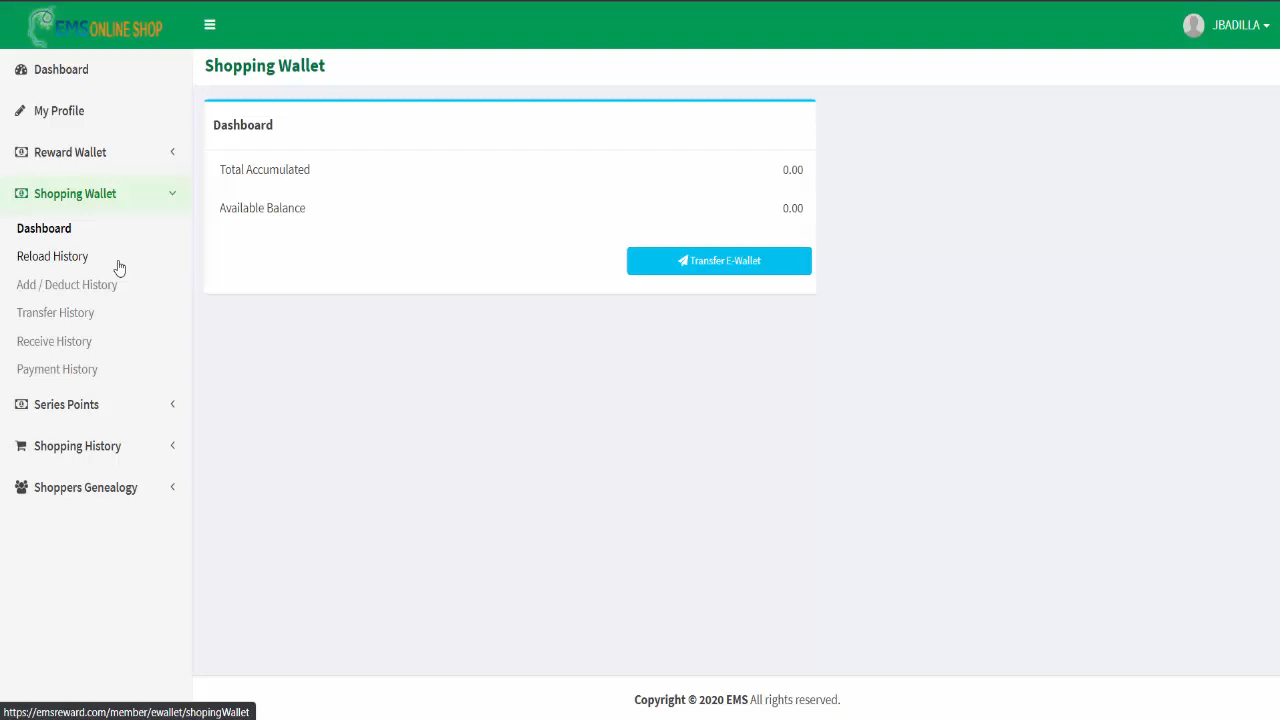 EMS ONLINE SHOP
JBADILLA
Dashboard
My Profile
Reward Wallet
Shopping Wallet
Dashboard
Reload History
Add / Deduct History
Transfer History
Receive History
Payment History
Series Points
Shopping History
Shoppers Genealogy
Shopping Wallet
Dashboard
Total Accumulated 0.00
Available Balance 0.00
Transfer E-Wallet
Copyright © 2020 EMS All rights reserved.
https://emsreward.com/member/ewallet/shopingWallet